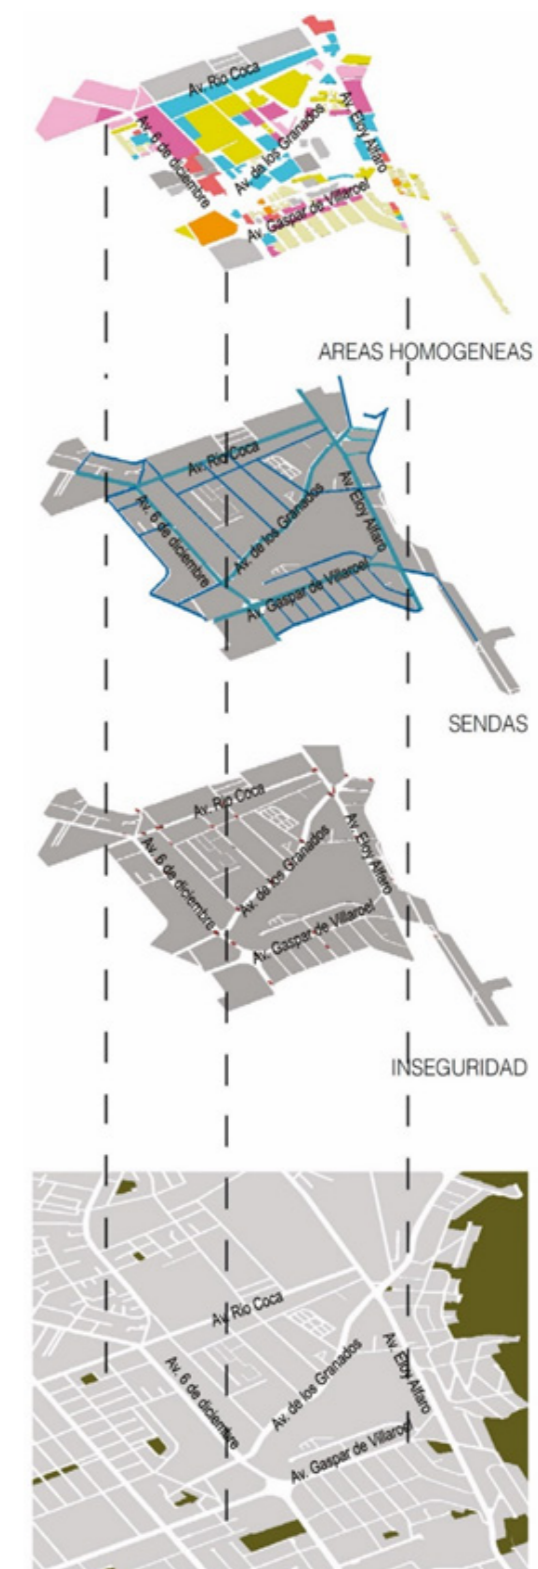 Av. Rio Coca
Av. 6 de diciembre
Av. de los Granados
Av. Eloy Alfaro
Av. Gaspar de Villaroel
AREAS HOMOGENEAS
Av. Rio Coca
Av. 6 de diciembre
Av. de los Granados
Av. Eloy Alfaro
Av. Gaspar de Villaroel
SENDAS
Av. Rio Coca
Av. 6 de diciembre
Av. de los Granados
Av. Eloy Alfaro
Av. Gaspar de Villaroel
INSEGURIDAD
Av. Rio Coca
Av. 6 de diciembre
Av. de los Granados
Av. Eloy Alfaro
Av. Gaspar de Villaroel